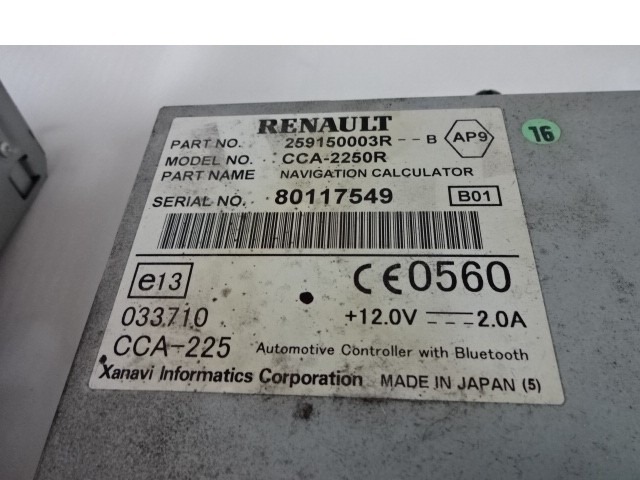 RENAULT
PART NO. 259150003R -- B AP9
MODEL NO. CCA-2250R
PART NAME NAVIGATION CALCULATOR
SERIAL NO. 80117549 B01
e13 CE0560
033710 +12.0V 2.0A
CCA-225 Automotive Controller with Bluetooth
Xanavi Informatics Corporation MADE IN JAPAN (5)
16